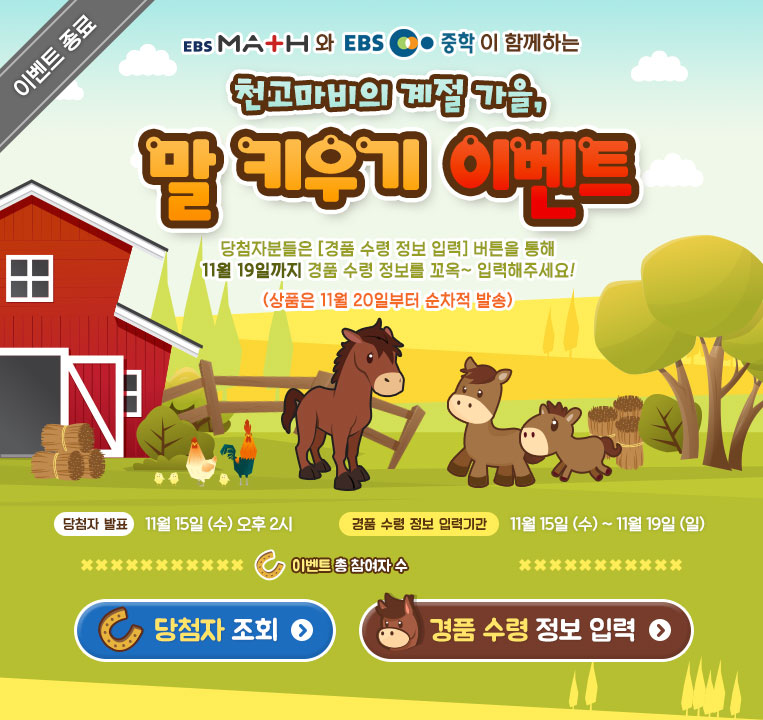 이벤트 종료
EBS MATH 와 EBS 중학 이 함께하는
천고마비의 계절 가을,
말 키우기 이벤트
당첨자분들은 [경품 수령 정보 입력] 버튼을 통해
11월 19일까지 경품 수령 정보를 꼬옥~ 입력해주세요!
(상품은 11월 20일부터 순차적 발송)
당첨자 발표 11월 15일 (수) 오후 2시 경품 수령 정보 입력기간 11월 15일 (수) ~ 11월 19일 (일)
이벤트 총 참여자 수
당첨자 조회 경품 수령 정보 입력